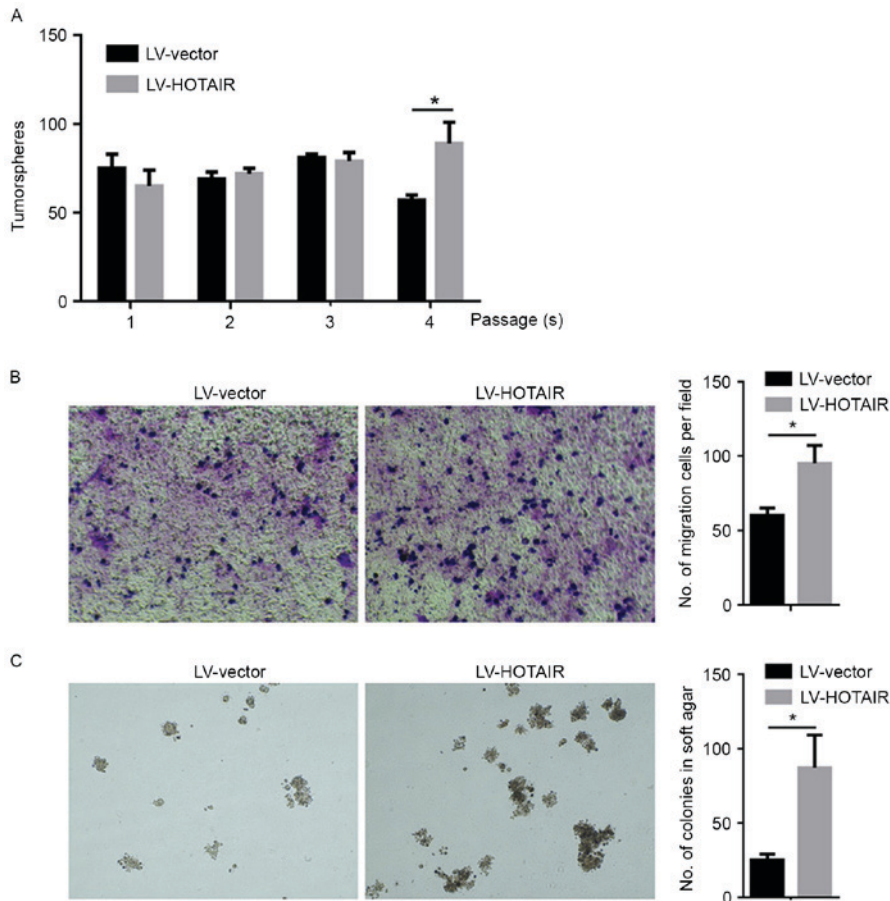 A
150
LV-vector
LV-HOTAIR
*
100
Tumorspheres
50
0
1 2 3 4 Passage (s)
B
LV-vector LV-HOTAIR
150
LV-vector
LV-HOTAIR
*
100
No. of migration cells per field
50
0
C
LV-vector LV-HOTAIR
150
LV-vector
LV-HOTAIR
*
100
No. of colonies in soft agar
50
0